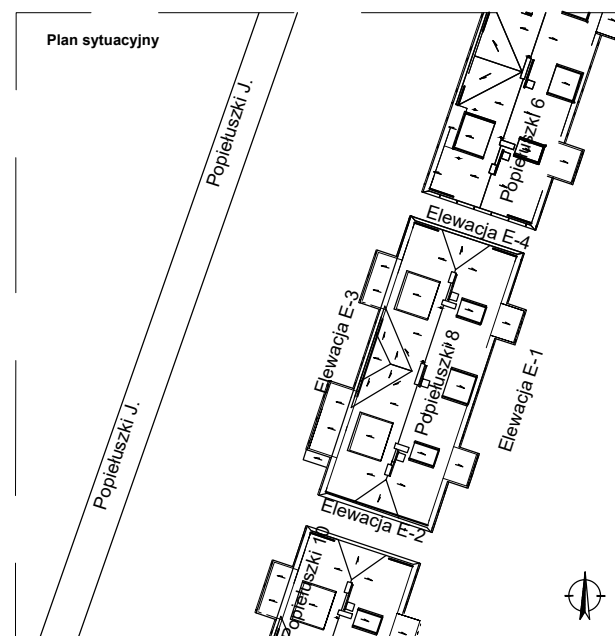 Plan sytuacyjny
Popiełuszki J.
Popiełuszki 6
Elewacja E-4
Elewacja E-3
Popiełuszki 8
Elewacja E-1
Popiełuszki J.
Elewacja E-2
Popiełuszki 10